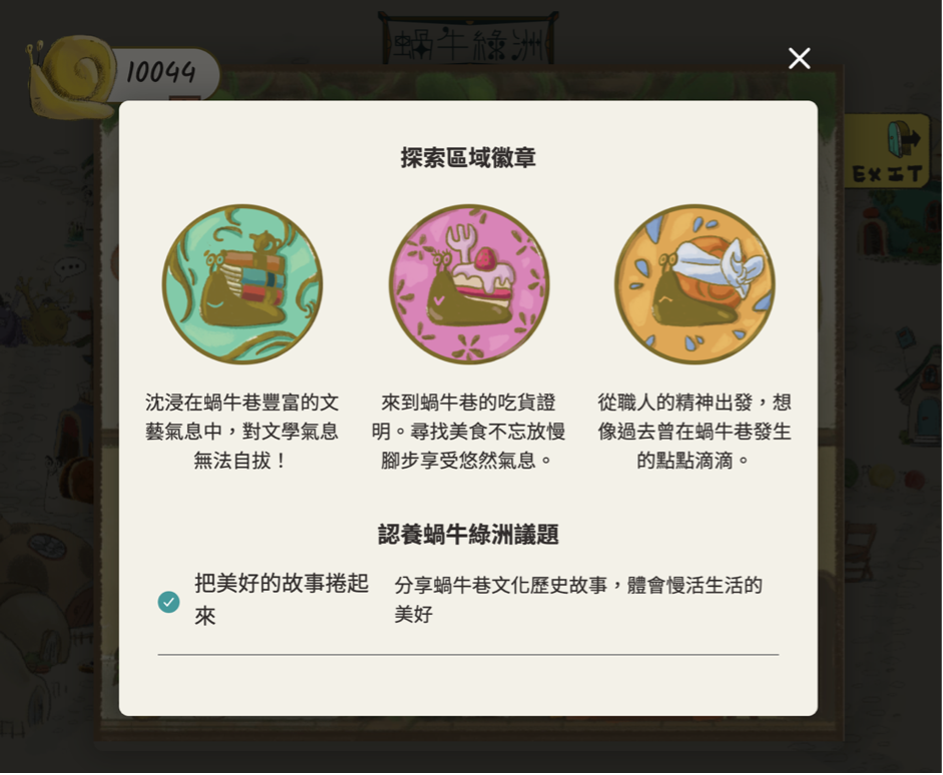 蝸牛綠洲
10044
EXIT
探索區域徽章
沈浸在蝸牛巷豐富的文
藝氣息中，對文學氣息
無法自拔！
來到蝸牛巷的吃貨證
明。尋找美食不忘放慢
腳步享受悠然氣息。
從職人的精神出發，想
像過去曾在蝸牛巷發生
的點點滴滴。
認養蝸牛綠洲議題
把美好的故事捲起
來
分享蝸牛巷文化歷史故事，體會慢活生活的
美好